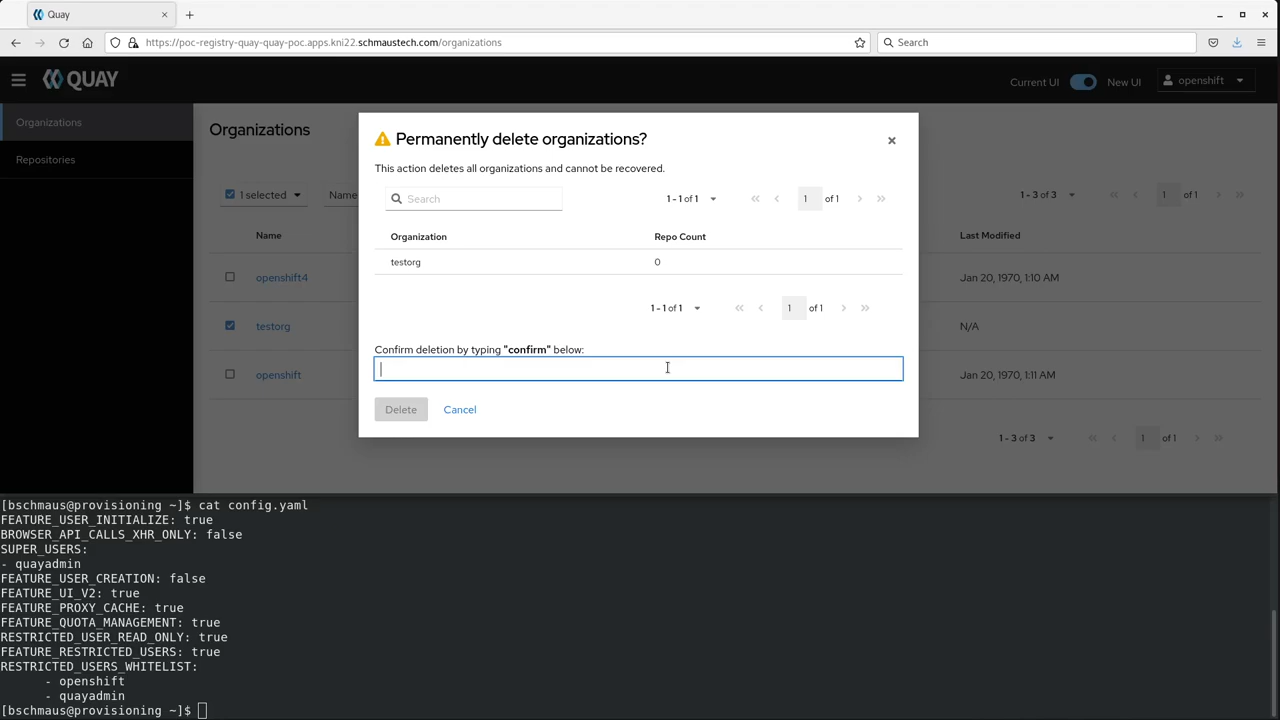 Quay
https://poc-registry-quay-quay-poc.apps.kni22.schmaustech.com/organizations
Search
QUAY
Current UI
New UI
openshift
Organizations
Repositories
Organizations
1 selected
Name
1 - 3 of 3
1
of 1
Name
Last Modified
openshift4
Jan 20, 1970, 1:10 AM
testorg
N/A
openshift
Jan 20, 1970, 1:11 AM
1 - 3 of 3
1
of 1
Permanently delete organizations?
This action deletes all organizations and cannot be recovered.
Search
1 - 1 of 1
1
of 1
Organization
Repo Count
testorg
0
1 - 1 of 1
1
of 1
Confirm deletion by typing "confirm" below:
Delete
Cancel
[bschmaus@provisioning ~]$ cat config.yaml
FEATURE_USER_INITIALIZE: true
BROWSER_API_CALLS_XHR_ONLY: false
SUPER_USERS:
- quayadmin
FEATURE_USER_CREATION: false
FEATURE_UI_V2: true
FEATURE_PROXY_CACHE: true
FEATURE_QUOTA_MANAGEMENT: true
RESTRICTED_USER_READ_ONLY: true
FEATURE_RESTRICTED_USERS: true
RESTRICTED_USERS_WHITELIST:
- openshift
- quayadmin
[bschmaus@provisioning ~]$